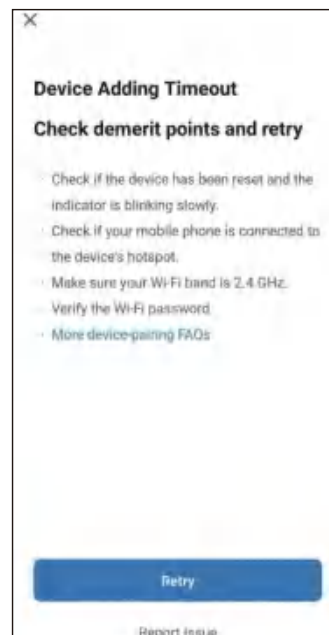 Device Adding Timeout
Check demerit points and retry
· Check if the device has been reset and the
indicator is blinking slowly.
· Check if your mobile phone is connected to
the device's hotspot.
· Make sure your Wi-Fi band is 2.4 GHz.
· Verify the Wi-Fi password
· More device-pairing FAQs
Retry
Report Issue